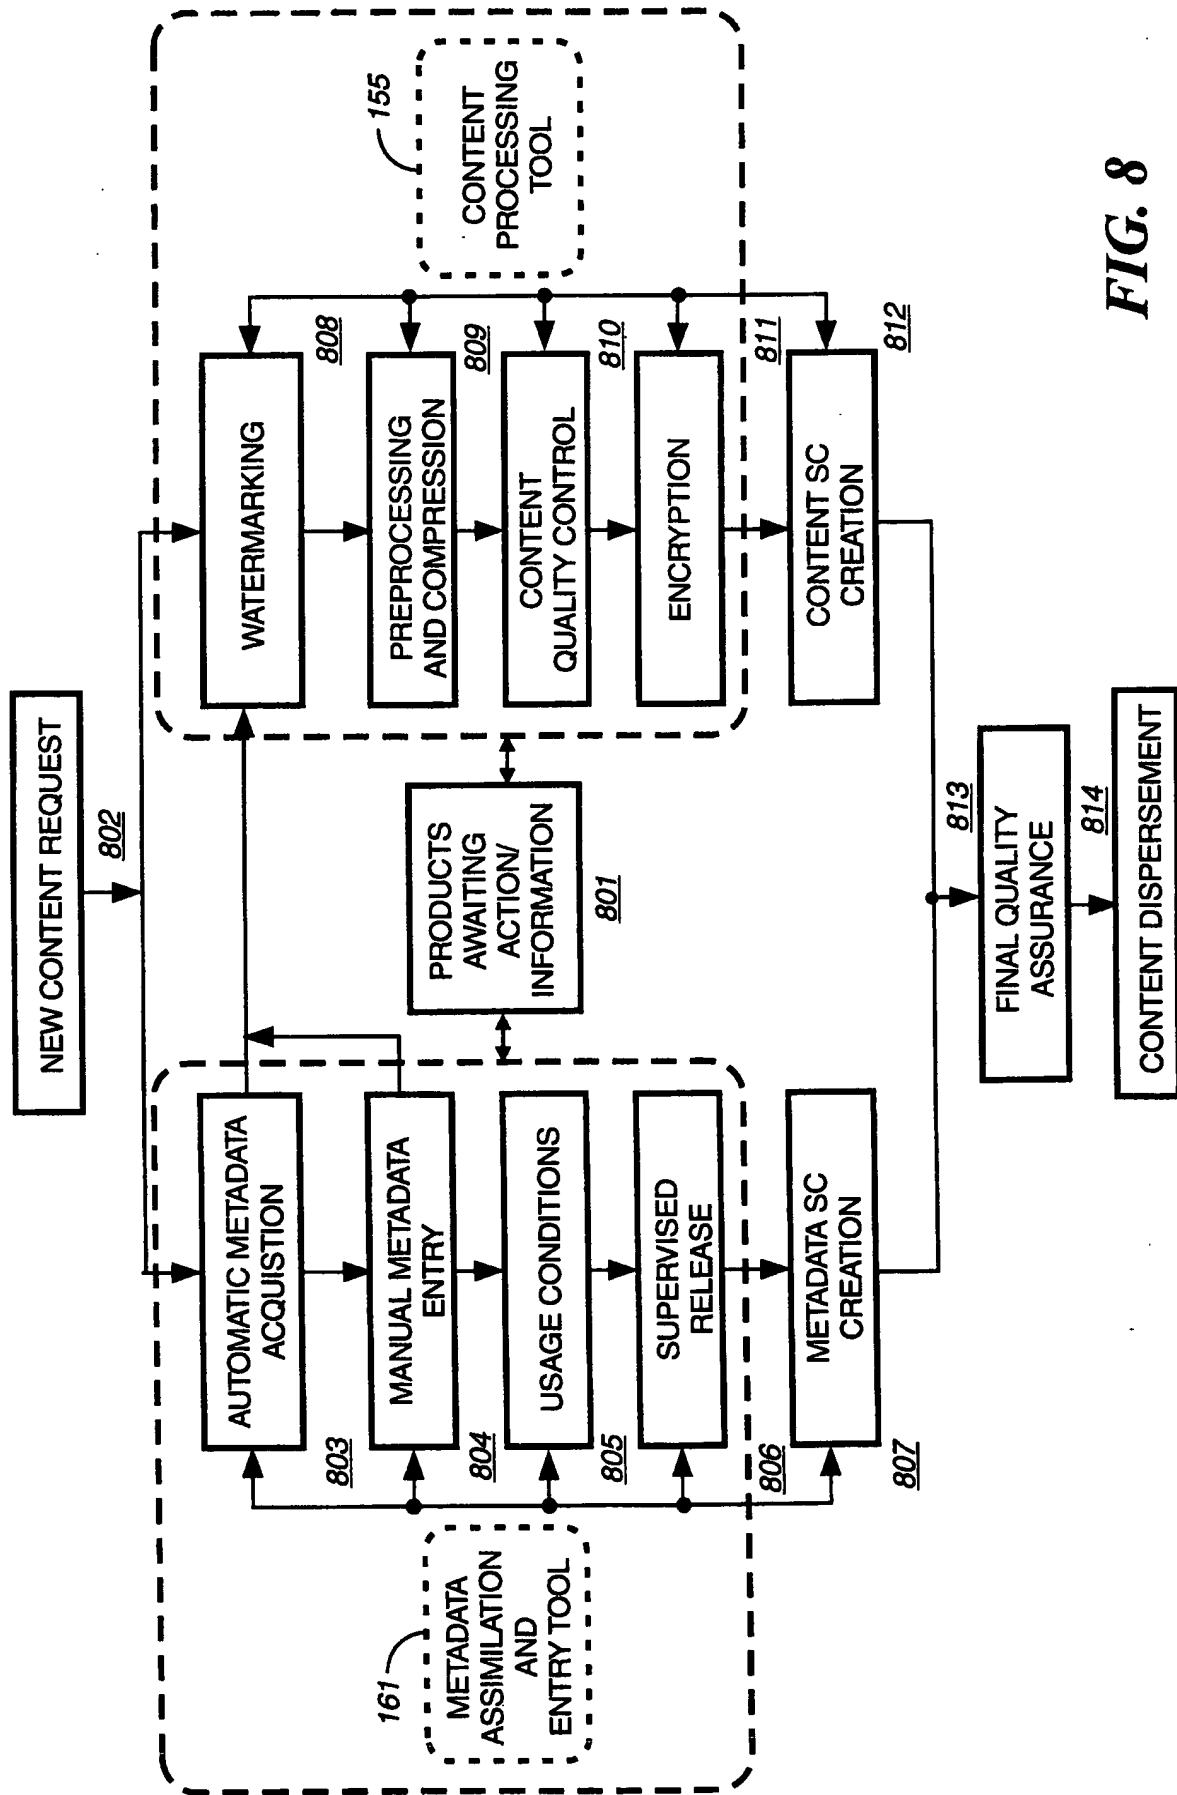 NEW CONTENT REQUEST
802
161
METADATA
ASSIMILATION
AND
ENTRY TOOL
AUTOMATIC METADATA
ACQUISTION
803
MANUAL METADATA
ENTRY
804
USAGE CONDITIONS
805
SUPERVISED
RELEASE
806
METADATA SC
CREATION
807
PRODUCTS
AWAITING
ACTION/
INFORMATION
801
WATERMARKING
808
PREPROCESSING
AND COMPRESSION
809
CONTENT
QUALITY CONTROL
810
ENCRYPTION
811
CONTENT SC
CREATION
812
155
CONTENT
PROCESSING
TOOL
813
FINAL QUALITY
ASSURANCE
814
CONTENT DISPERSEMENT
FIG. 8